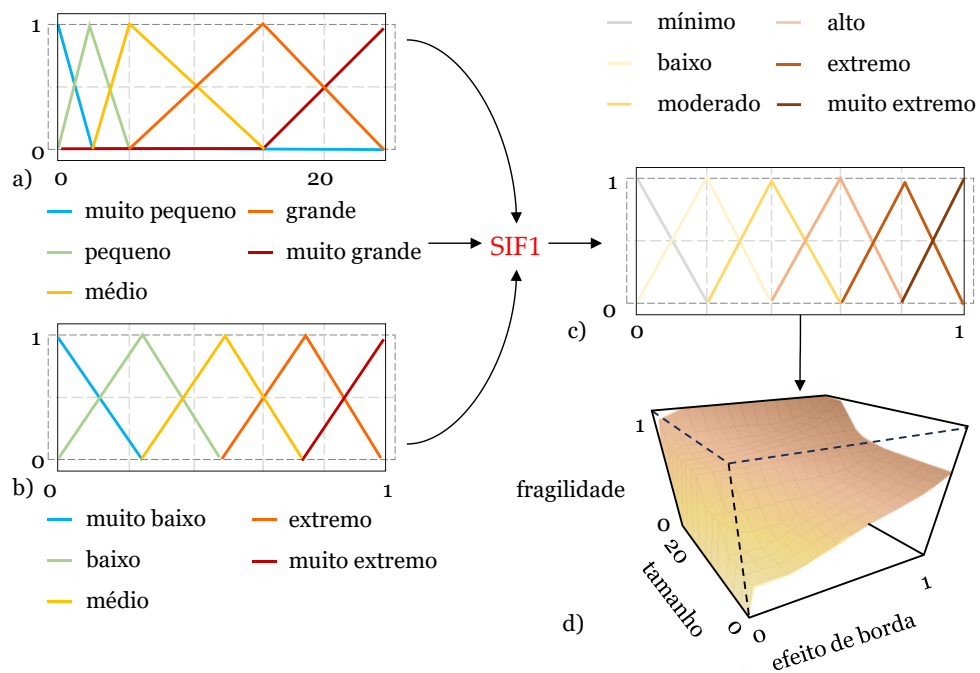 1
0
a)
0
20
muito pequeno
grande
pequeno
muito grande
médio
1
0
b)
0
1
muito baixo
extremo
baixo
muito extremo
médio
SIF1
mínimo
alto
baixo
extremo
moderado
muito extremo
1
0
c)
0
1
1
fragilidade
0
20
tamanho
0
0
efeito de borda
1
d)